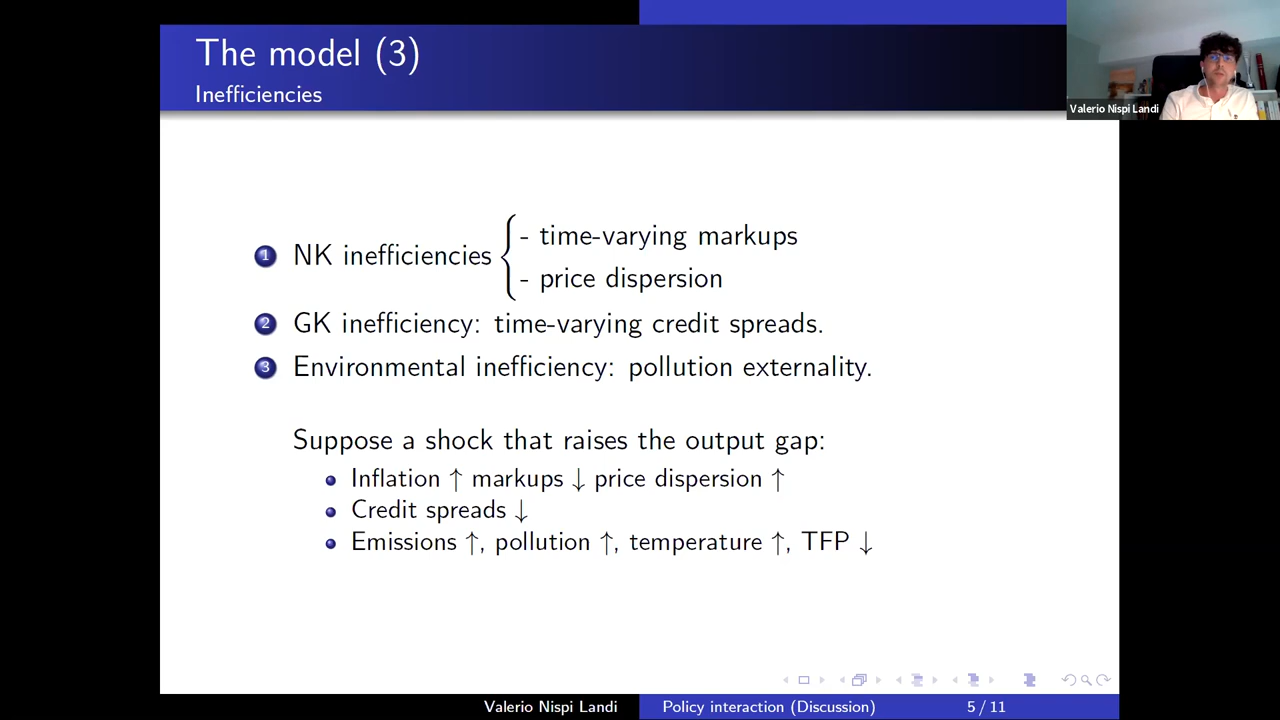 The model (3)
Inefficiencies
Valerio Nispi Landi
1 NK inefficiencies
- time-varying markups
- price dispersion
2 GK inefficiency: time-varying credit spreads.
3 Environmental inefficiency: pollution externality.
Suppose a shock that raises the output gap:
Inflation ↑ markups ↓ price dispersion ↑
Credit spreads ↓
Emissions ↑, pollution ↑, temperature ↑, TFP ↓
Valerio Nispi Landi
Policy interaction (Discussion)
5 / 11